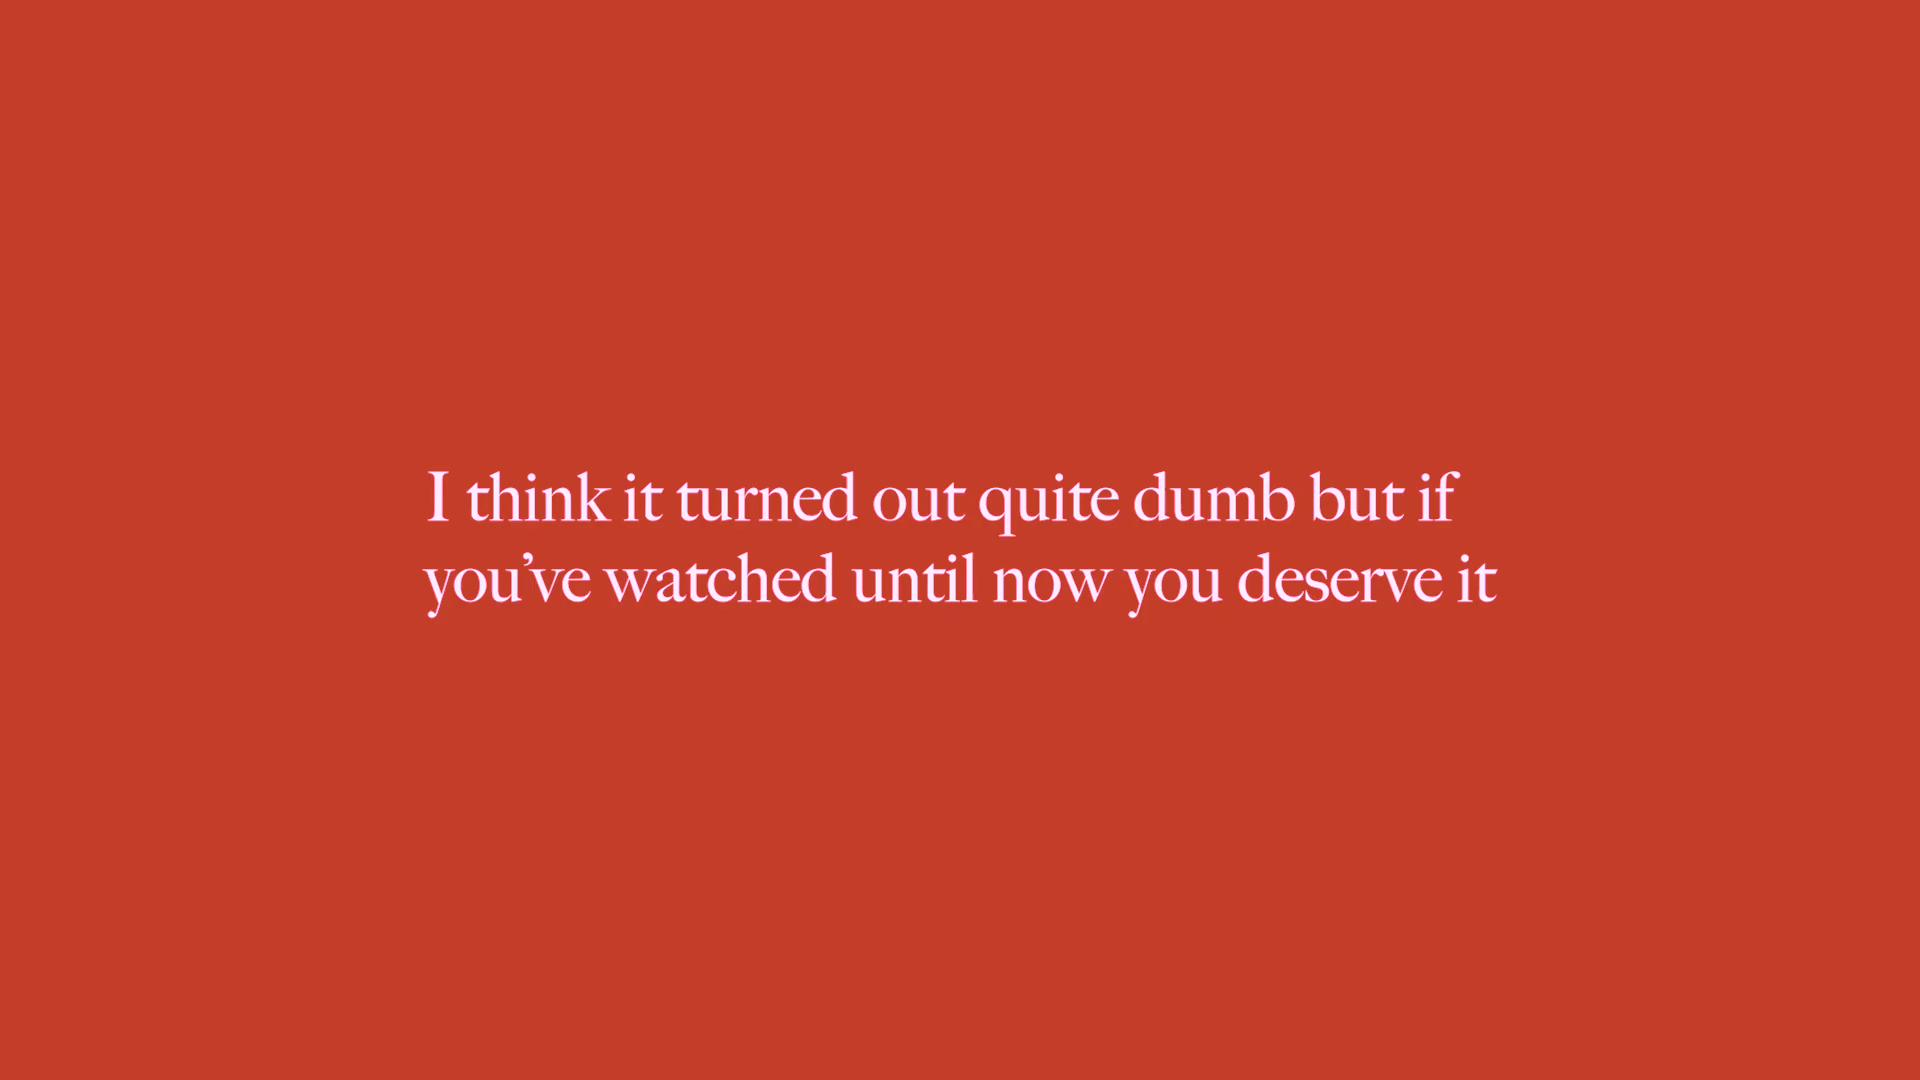 I think it turned out quite dumb but if
you’ve watched until now you deserve it